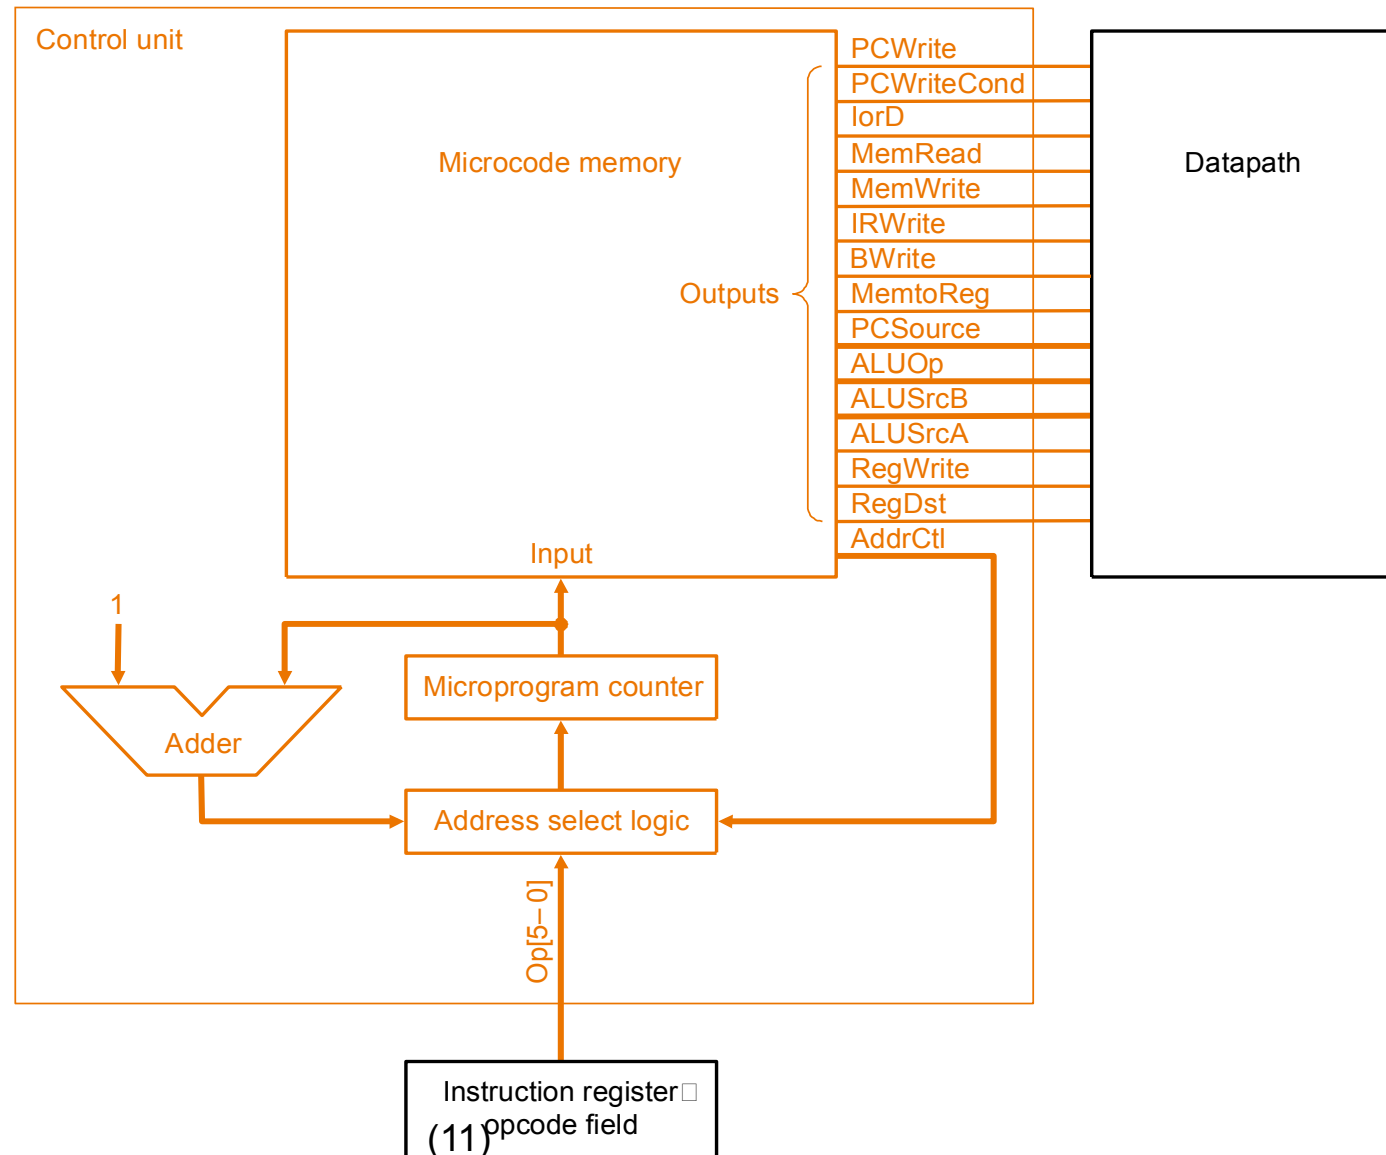 Control unit
PCWrite
PCWriteCond
IorD
MemRead
Microcode memory
Datapath
MemWrite
IRWrite
BWrite
Outputs
MemtoReg
PCSource
ALUOp
ALUSrcB
ALUSrcA
RegWrite
RegDst
AddrCtl
Input
1
Microprogram counter
Adder
Address select logic
Op[5– 0]
Instruction register
opcode field
(11)